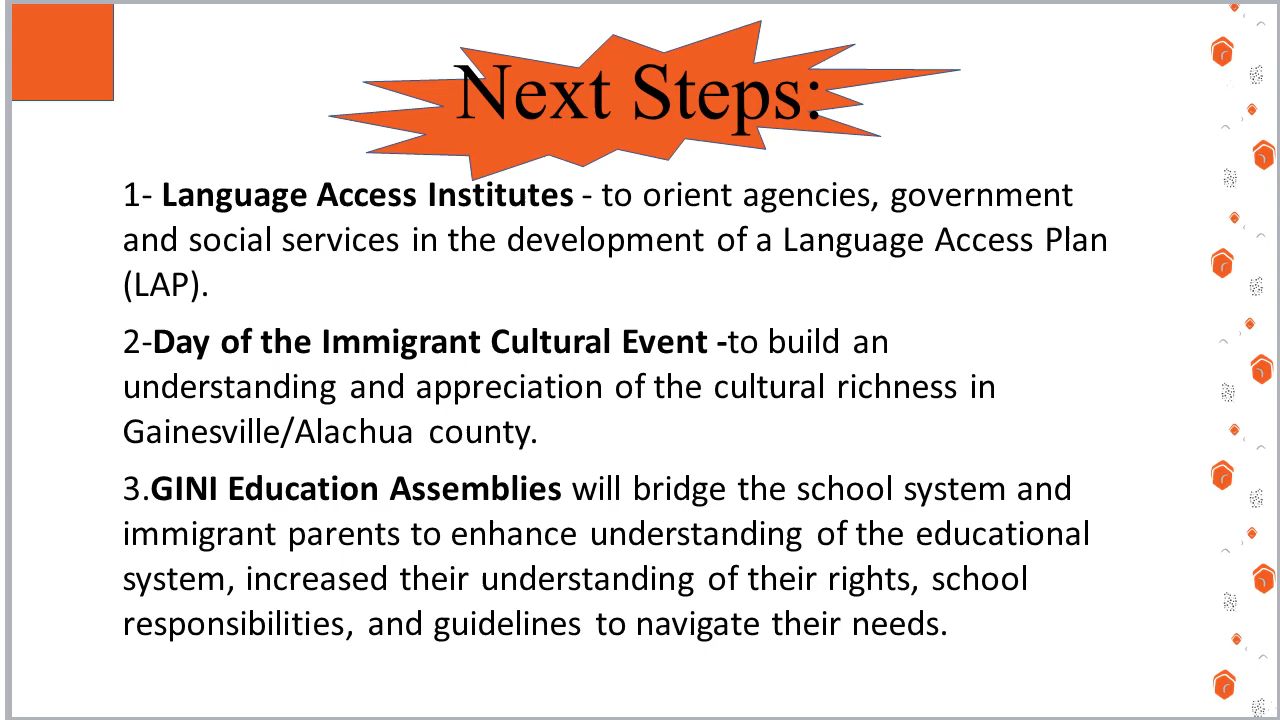 Next Steps:
1- Language Access Institutes - to orient agencies, government
and social services in the development of a Language Access Plan
(LAP).
2-Day of the Immigrant Cultural Event -to build an
understanding and appreciation of the cultural richness in
Gainesville/Alachua county.
3.GINI Education Assemblies will bridge the school system and
immigrant parents to enhance understanding of the educational
system, increased their understanding of their rights, school
responsibilities, and guidelines to navigate their needs.